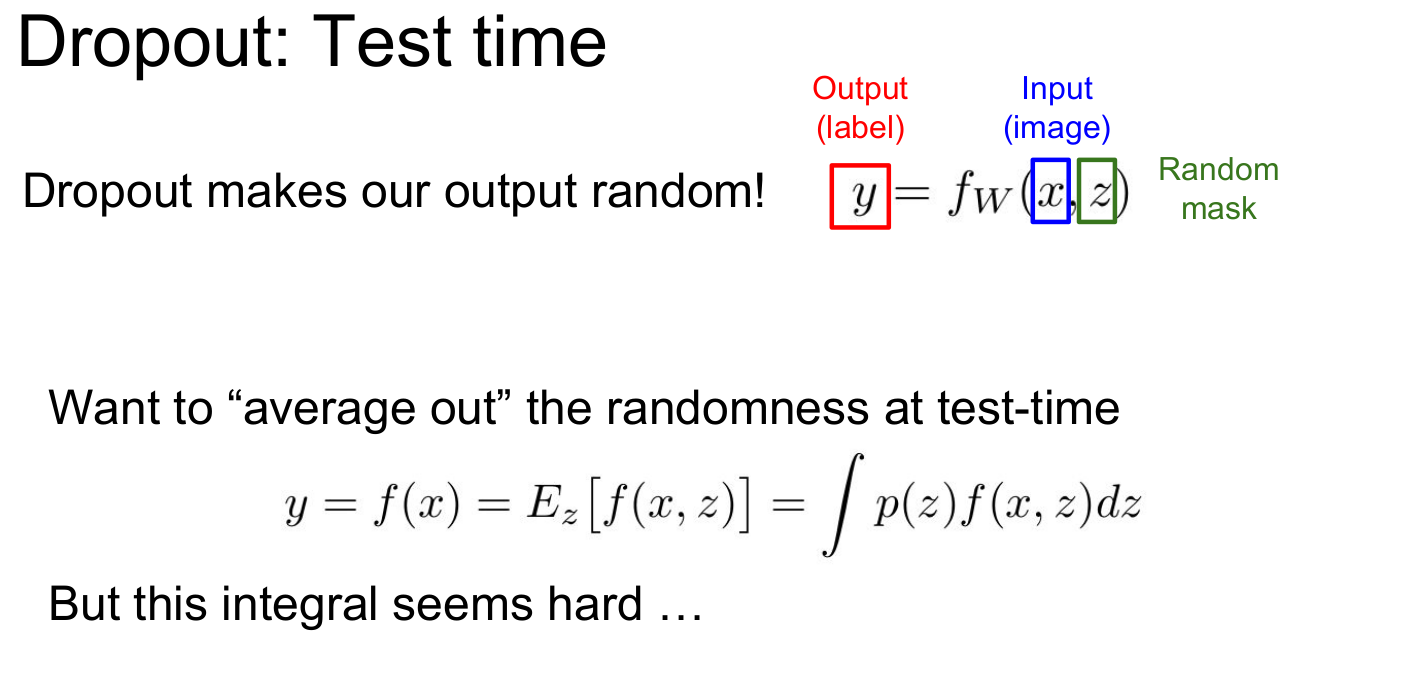 Dropout: Test time
Output
(label)
Input
(image)
Dropout makes our output random!
y = f_W(x, z)
Random
mask
Want to “average out” the randomness at test-time
y = f(x) = E_z[f(x, z)] = ∫ p(z)f(x, z)dz
But this integral seems hard …